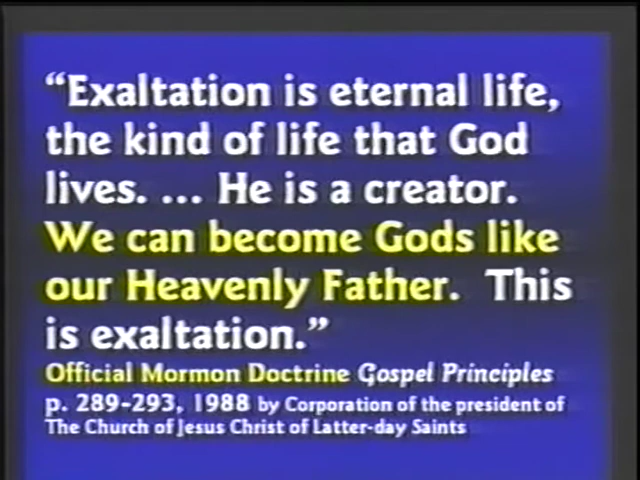 “Exaltation is eternal life,
the kind of life that God
lives. ... He is a creator.
We can become Gods like
our Heavenly Father. This
is exaltation.”
Official Mormon Doctrine Gospel Principles
p. 289-293, 1988 by Corporation of the president of
The Church of Jesus Christ of Latter-day Saints